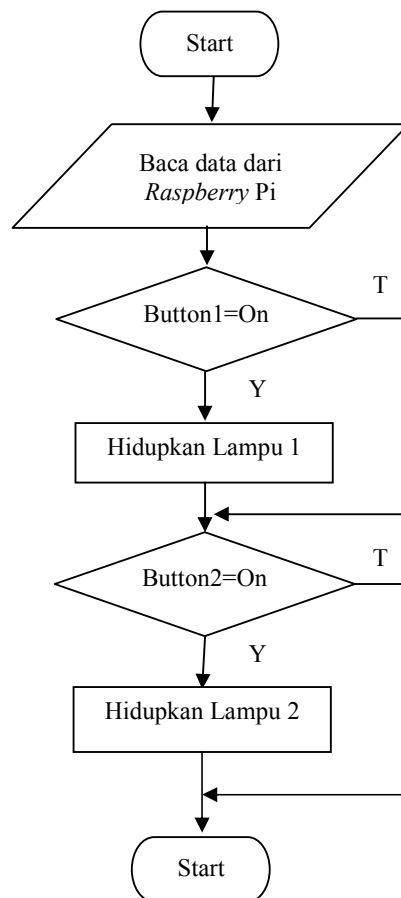 Start
Baca data dari
Raspberry Pi
Button1=On
T
Y
Hidupkan Lampu 1
Button2=On
T
Y
Hidupkan Lampu 2
Start